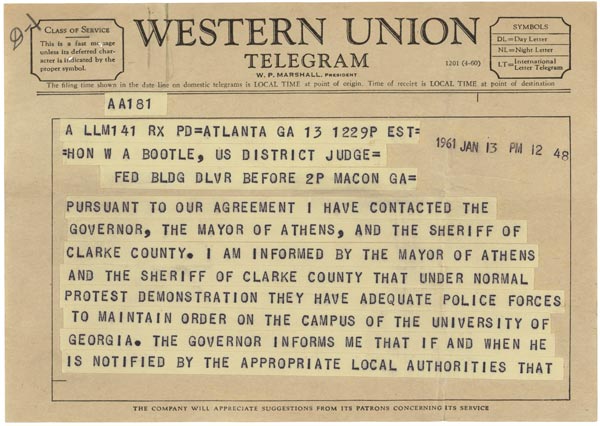 DTX
CLASS OF SERVICE
This is a fast message
unless its deferred char-
acter is indicated by the
proper symbol.
WESTERN UNION
TELEGRAM
W. P. MARSHALL, PRESIDENT
1201 (4-60)
SYMBOLS
DL=Day Letter
NL=Night Letter
LT=International Letter Telegram
The filing time shown in the date line on domestic telegrams is LOCAL TIME at point of origin. Time of receipt is LOCAL TIME at point of destination
AA181
A LLM141 RX PD=ATLANTA GA 13 1229P EST=
1961 JAN 13 PM 12 48
=HON W A BOOTLE, US DISTRICT JUDGE=
FED BLDG DLVR BEFORE 2P MACON GA=
PURSUANT TO OUR AGREEMENT I HAVE CONTACTED THE
GOVERNOR, THE MAYOR OF ATHENS, AND THE SHERIFF OF
CLARKE COUNTY. I AM INFORMED BY THE MAYOR OF ATHENS
AND THE SHERIFF OF CLARKE COUNTY THAT UNDER NORMAL
PROTEST DEMONSTRATION THEY HAVE ADEQUATE POLICE FORCES
TO MAINTAIN ORDER ON THE CAMPUS OF THE UNIVERSITY OF
GEORGIA. THE GOVERNOR INFORMS ME THAT IF AND WHEN HE
IS NOTIFIED BY THE APPROPRIATE LOCAL AUTHORITIES THAT
THE COMPANY WILL APPRECIATE SUGGESTIONS FROM ITS PATRONS CONCERNING ITS SERVICE